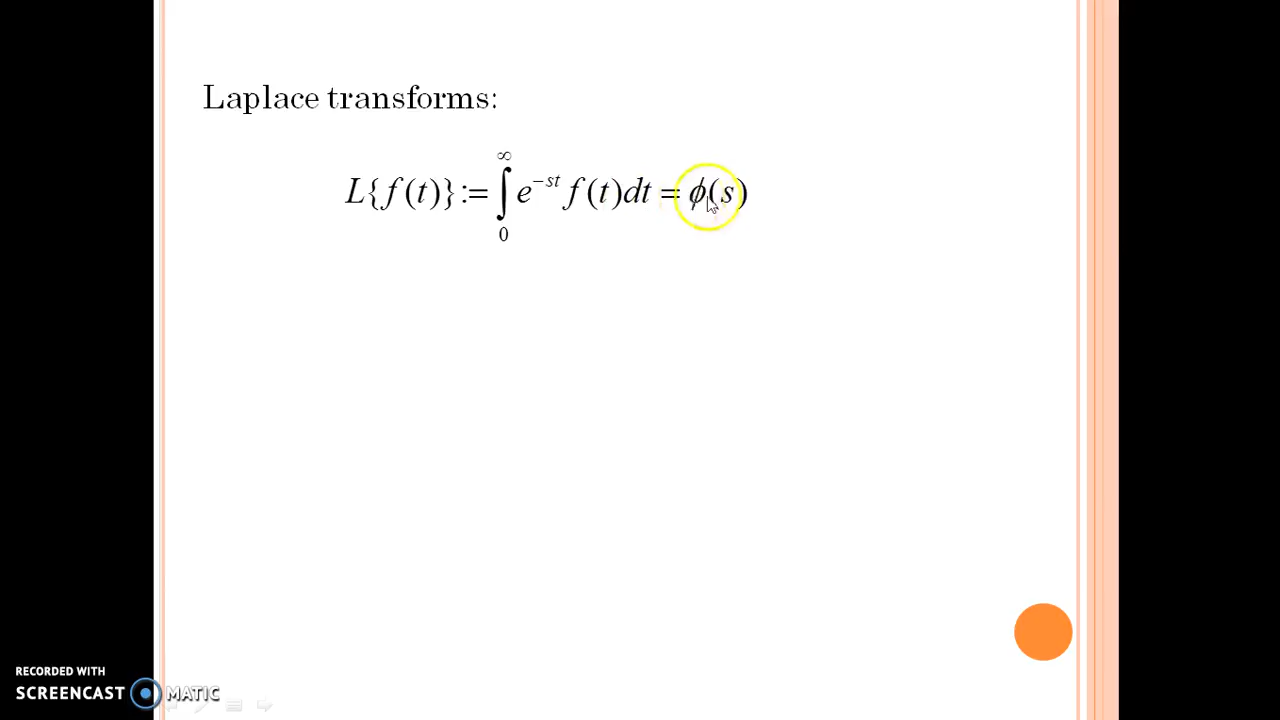 Laplace transforms:
L{f(t)} := ∫₀^∞ e^{-st} f(t)dt = ϕ(s)
RECORDED WITH
SCREENCAST MATIC